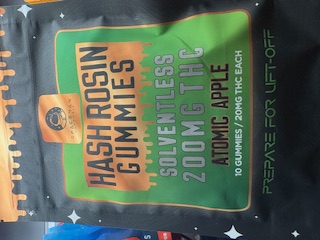 HASH ROSIN
GUMMIES
SOLVENTLESS
200MG THC
ATOMIC APPLE
10 GUMMIES / 20MG THC EACH
PREPARE FOR LIFT-OFF